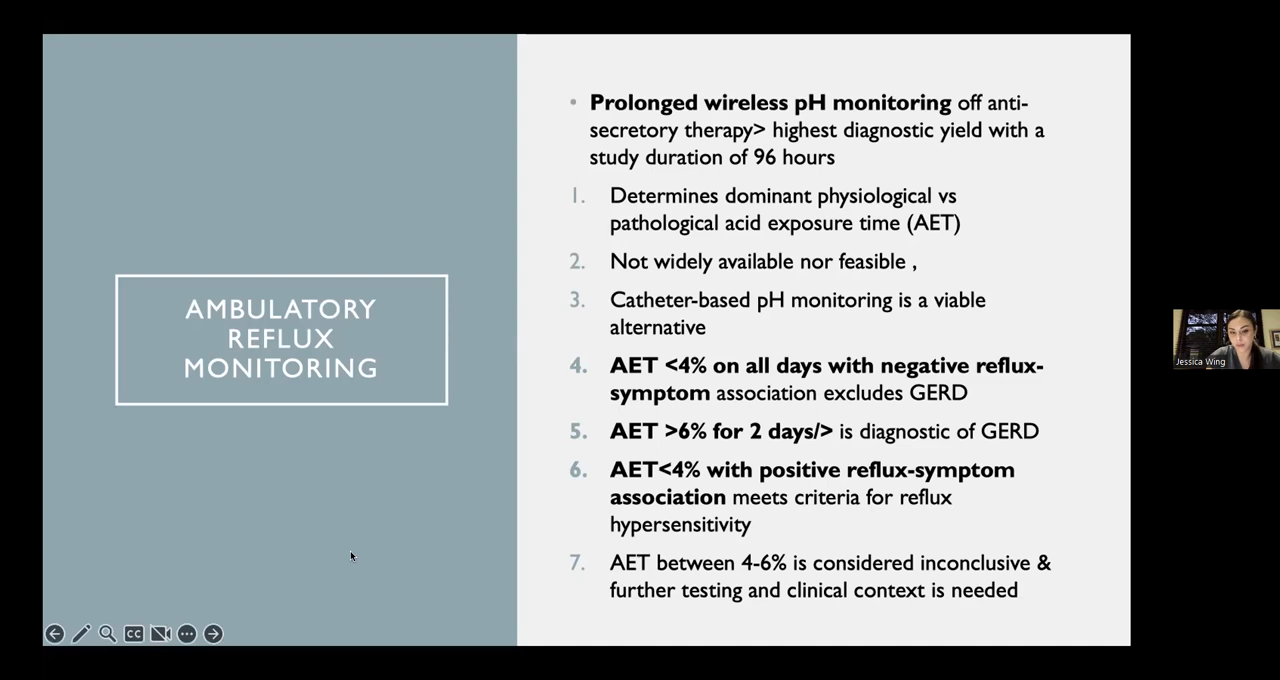 AMBULATORY
REFLUX
MONITORING
• Prolonged wireless pH monitoring off anti-
secretory therapy> highest diagnostic yield with a
study duration of 96 hours
1. Determines dominant physiological vs
pathological acid exposure time (AET)
2. Not widely available nor feasible ,
3. Catheter-based pH monitoring is a viable
alternative
4. AET <4% on all days with negative reflux-
symptom association excludes GERD
5. AET >6% for 2 days/> is diagnostic of GERD
6. AET<4% with positive reflux-symptom
association meets criteria for reflux
hypersensitivity
7. AET between 4-6% is considered inconclusive &
further testing and clinical context is needed
CC
Jessica Wing